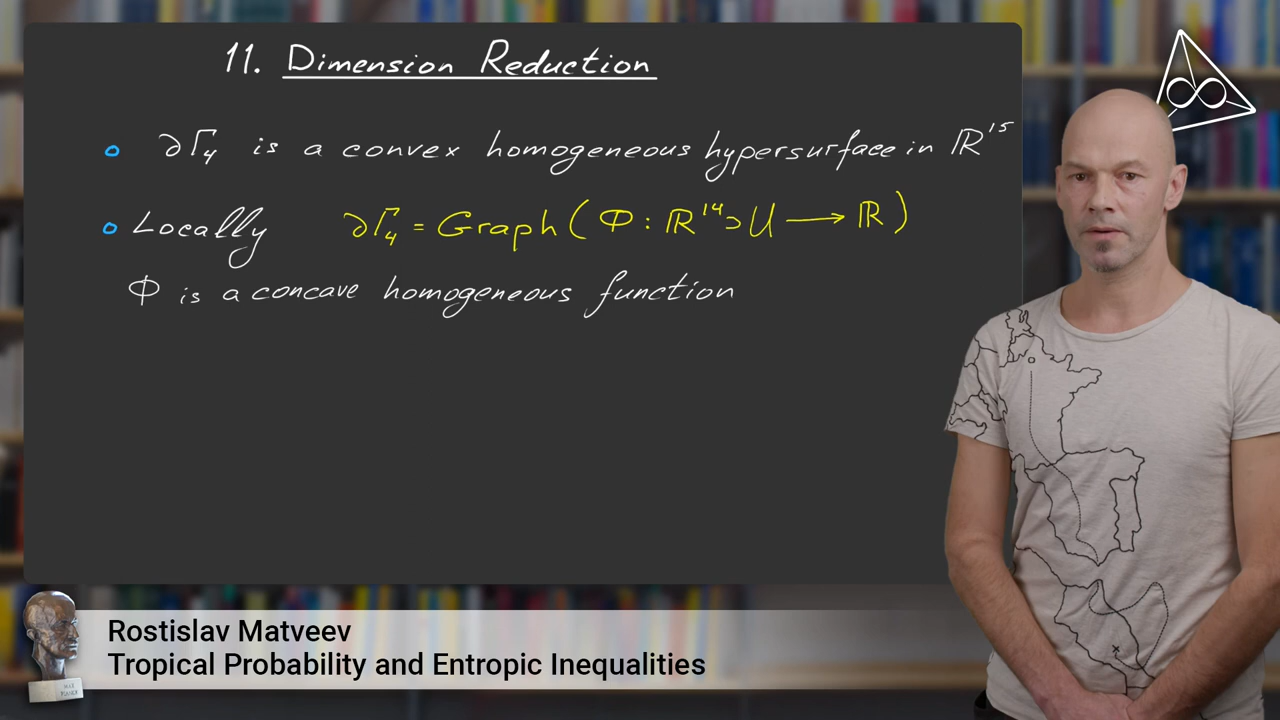 11. Dimension Reduction
∂Γ₄ is a convex homogeneous hypersurface in ℝ¹⁵
Locally ∂Γ₄ = Graph ( Φ : ℝ¹⁴ ⊃ U ⟶ ℝ )
Φ is a concave homogeneous function
Rostislav Matveev
Tropical Probability and Entropic Inequalities